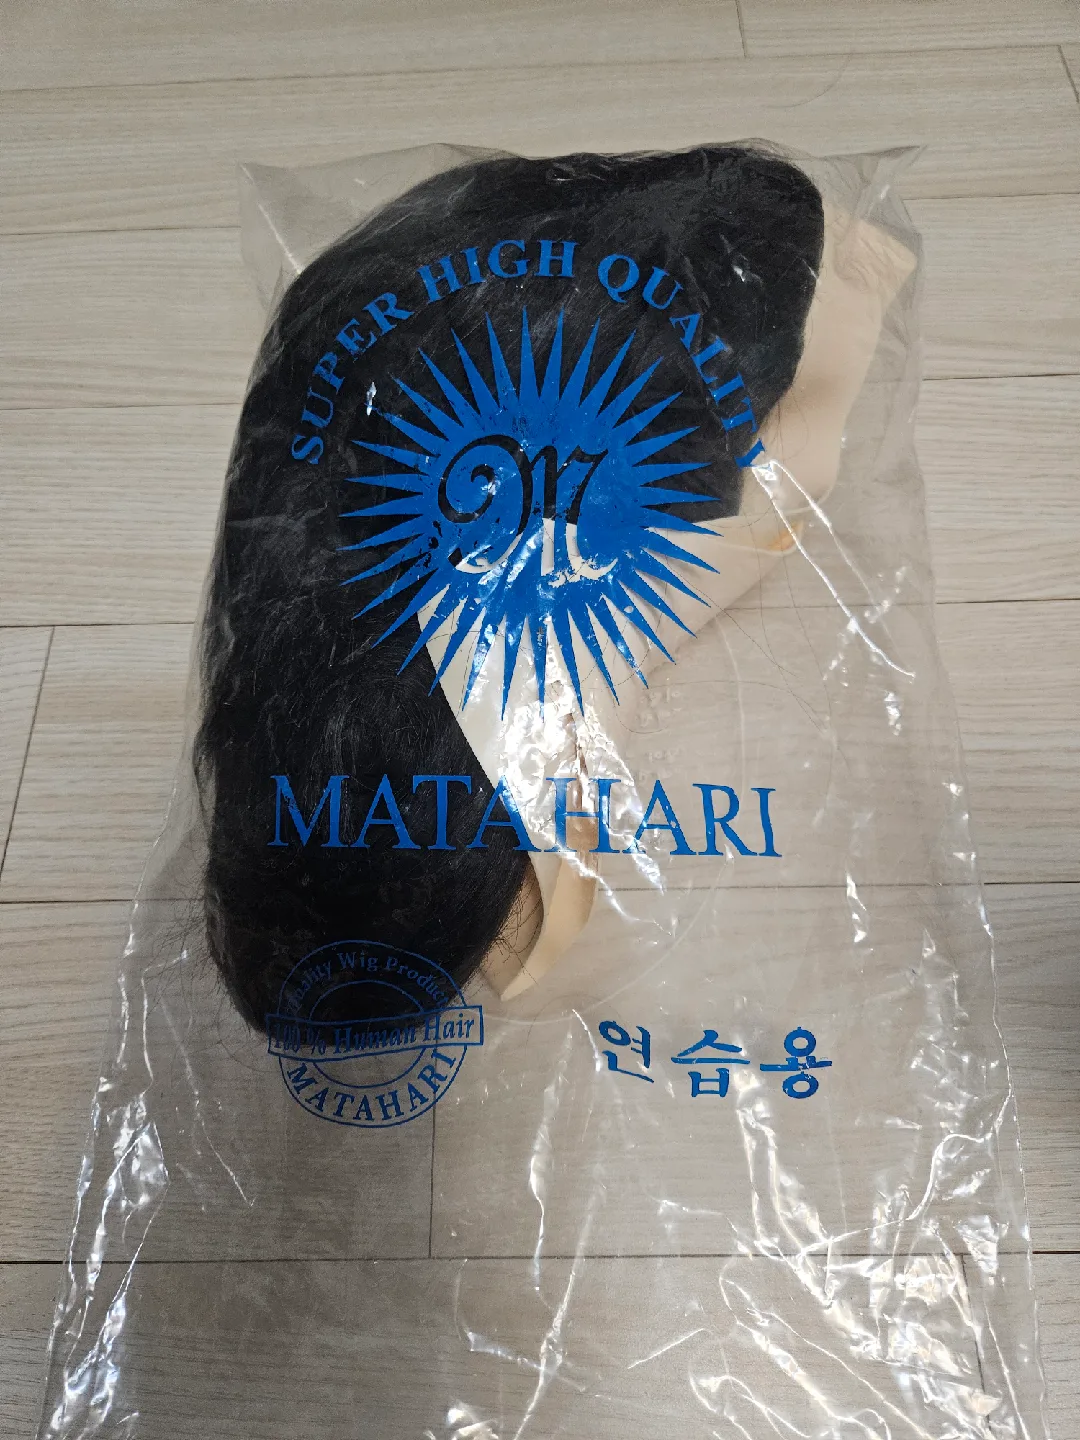 SUPER HIGH QUALITY
M
MATAHARI
Quality Wig Product
100% Human Hair
MATAHARI
연습용